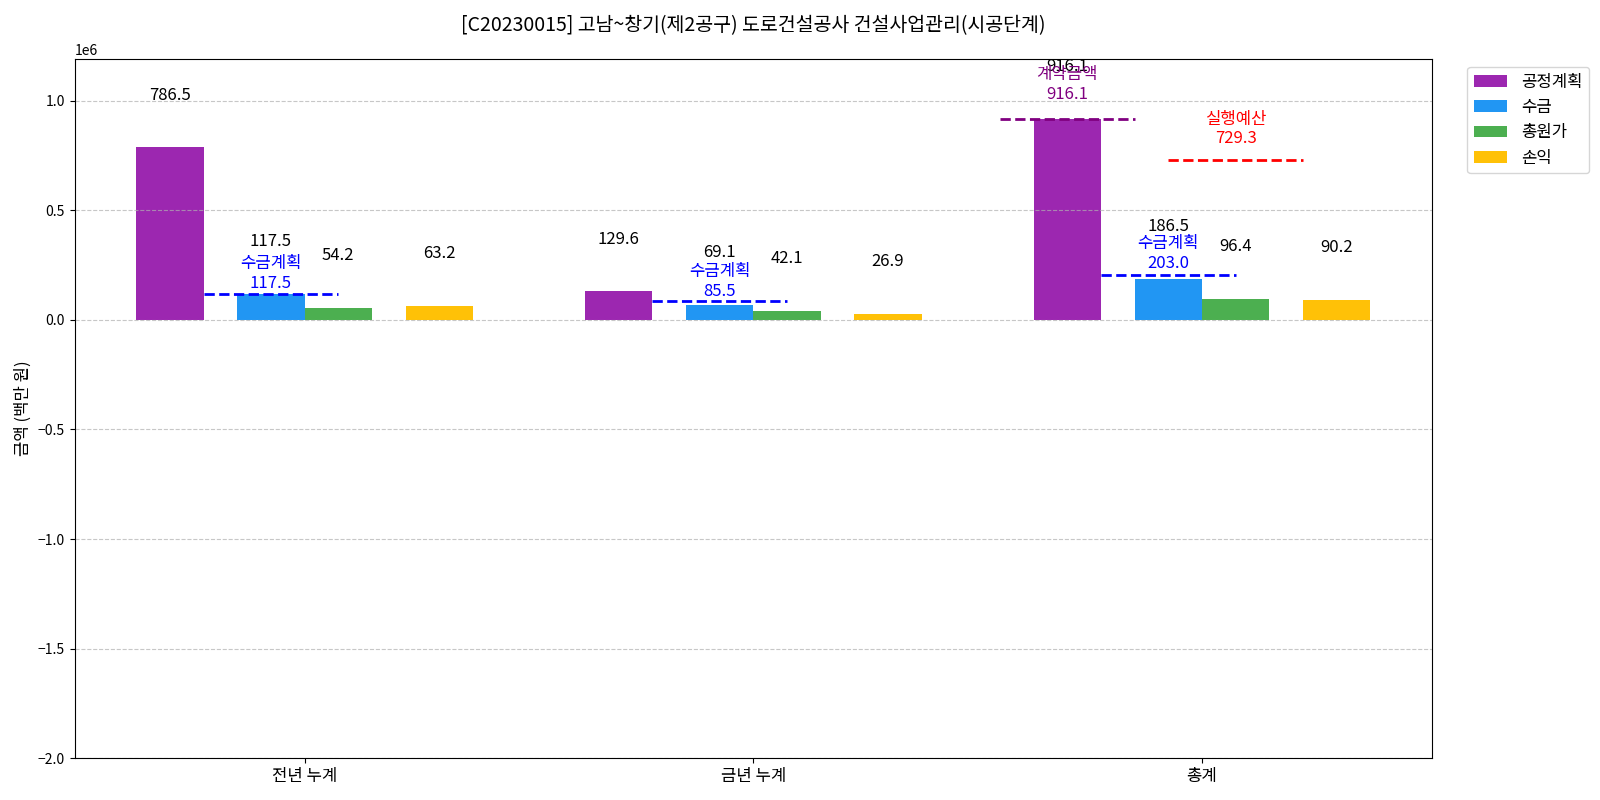 [C20230015] 고남~창기(제2공구) 도로건설공사 건설사업관리(시공단계)
1e6
1.0
0.5
0.0
−0.5
−1.0
−1.5
−2.0
금액 (백만 원)
786.5
117.5
수금계획
117.5
54.2
63.2
129.6
69.1
수금계획
85.5
42.1
26.9
916.1
계약금액
916.1
실행예산
729.3
186.5
수금계획
203.0
96.4
90.2
전년 누계
금년 누계
총계
공정계획
수금
총원가
손익